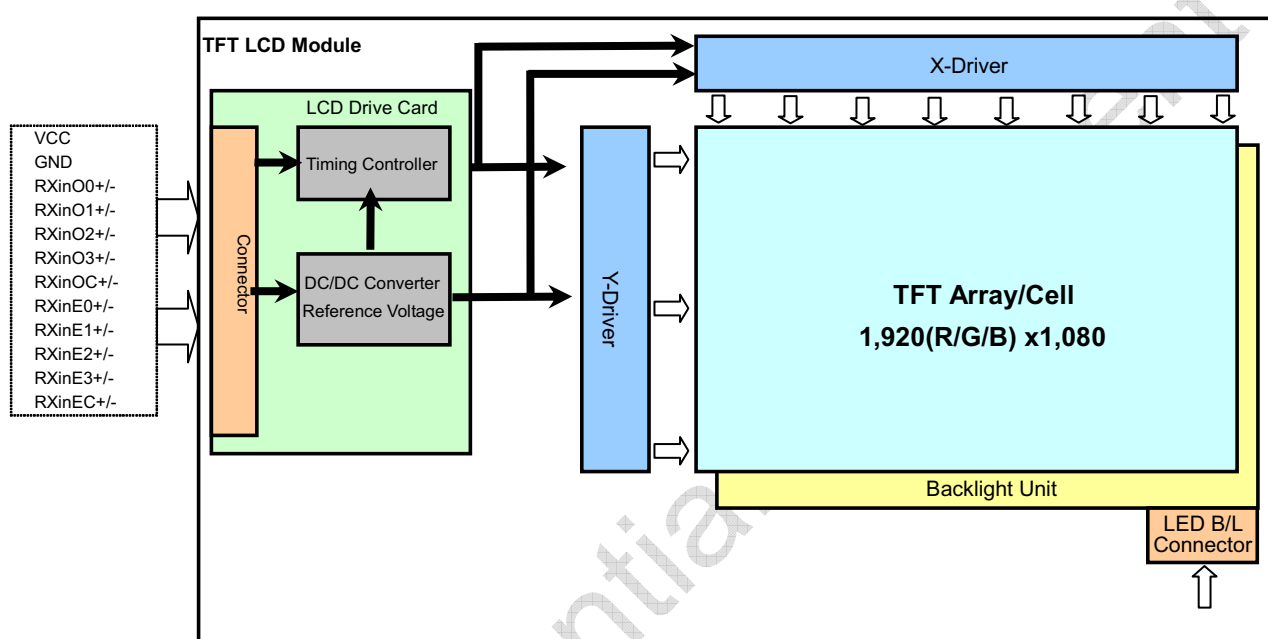 TFT LCD Module
X-Driver
LCD Drive Card
VCC
GND
RXinO0+/-
RXinO1+/-
RXinO2+/-
RXinO3+/-
RXinOC+/-
RXinE0+/-
RXinE1+/-
RXinE2+/-
RXinE3+/-
RXinEC+/-
Connector
Timing Controller
DC/DC Converter
Reference Voltage
Y-Driver
TFT Array/Cell
1,920(R/G/B) x1,080
Backlight Unit
LED B/L
Connector